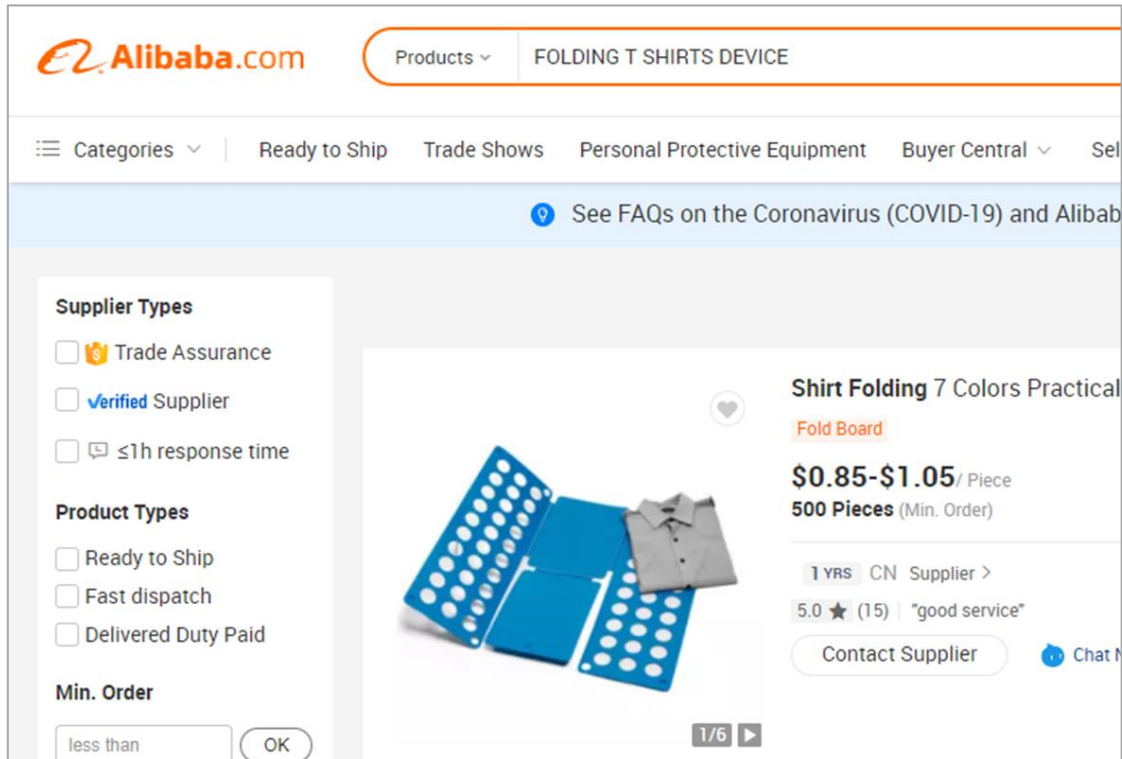 Alibaba.com
Products
FOLDING T SHIRTS DEVICE
Categories
Ready to Ship
Trade Shows
Personal Protective Equipment
Buyer Central
Sel
See FAQs on the Coronavirus (COVID-19) and Alibab
Supplier Types
Trade Assurance
Verified Supplier
≤1h response time
Product Types
Ready to Ship
Fast dispatch
Delivered Duty Paid
Min. Order
less than
OK
1/6
Shirt Folding 7 Colors Practical
Fold Board
$0.85-$1.05/ Piece
500 Pieces (Min. Order)
1 YRS CN Supplier >
5.0 ★ (15) "good service"
Contact Supplier
Chat N